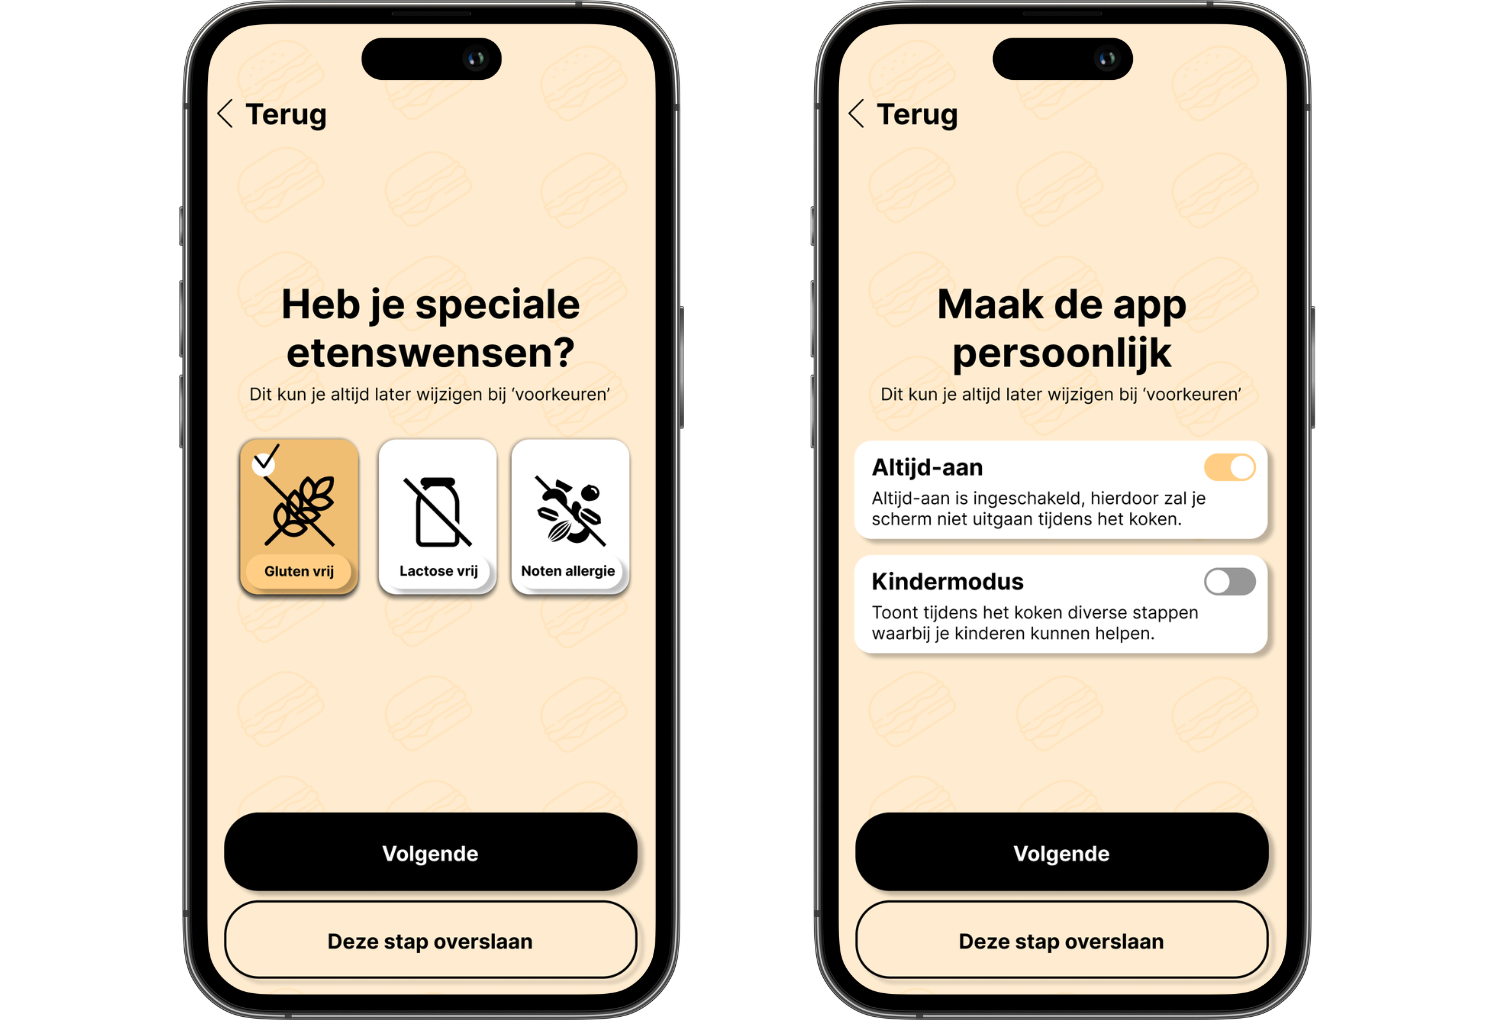 Terug
Heb je speciale
etenswensen?
Dit kun je altijd later wijzigen bij ‘voorkeuren’
Gluten vrij
Lactose vrij
Noten allergie
Volgende
Deze stap overslaan
Terug
Maak de app
persoonlijk
Dit kun je altijd later wijzigen bij ‘voorkeuren’
Altijd-aan
Altijd-aan is ingeschakeld, hierdoor zal je
scherm niet uitgaan tijdens het koken.
Kindermodus
Toont tijdens het koken diverse stappen
waarbij je kinderen kunnen helpen.
Volgende
Deze stap overslaan